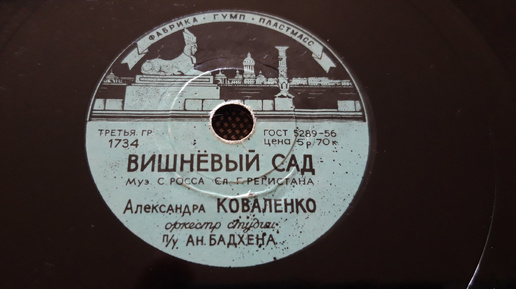 ФАБРИКА · ГУМП · ПЛАСТМАСС
ТРЕТЬЯ. ГР ГОСТ 5289-56
1734 цена 5 р. 70 к
ВИШНЁВЫЙ САД
Муз С. РОССА Сл. Г. РЕГИСТАНА
Александра КОВАЛЕНКО
оркестр студии
п/у АН. БАДХЕНА